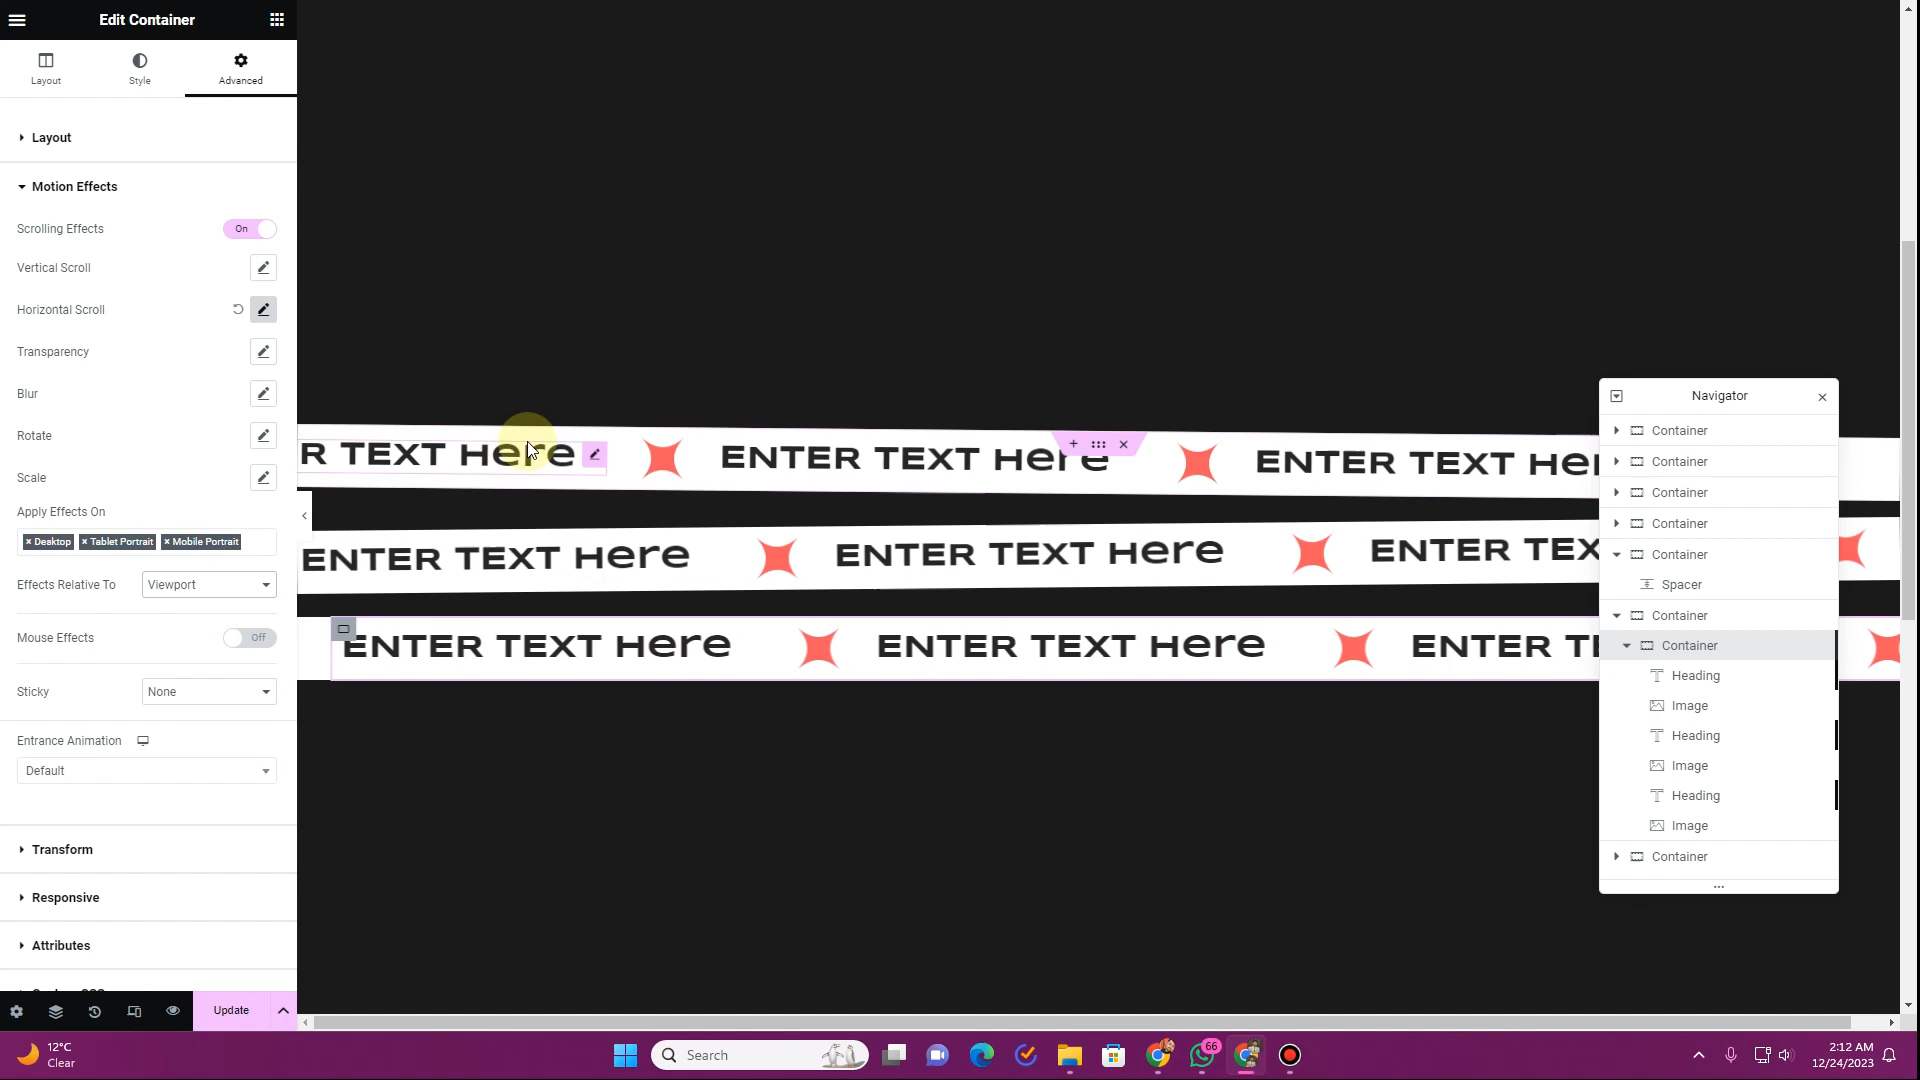 Edit Container
Layout
Style
Advanced
Layout
Motion Effects
Scrolling Effects
On
Vertical Scroll
Horizontal Scroll
Transparency
Blur
Rotate
Scale
Apply Effects On
× Desktop × Tablet Portrait × Mobile Portrait
Effects Relative To
Viewport
Mouse Effects
Off
Sticky
None
Entrance Animation
Default
Transform
Responsive
Attributes
Update
R TEXT Here ENTER TEXT Here ENTER TEXT Her
ENTER TEXT Here ENTER TEXT Here ENTER TEX
ENTER TEXT Here ENTER TEXT Here ENTER T
Navigator
Container
Container
Container
Container
Container
Spacer
Container
Container
Heading
Image
Heading
Image
Heading
Image
Container
12°C
Clear
Search
66
2:12 AM
12/24/2023